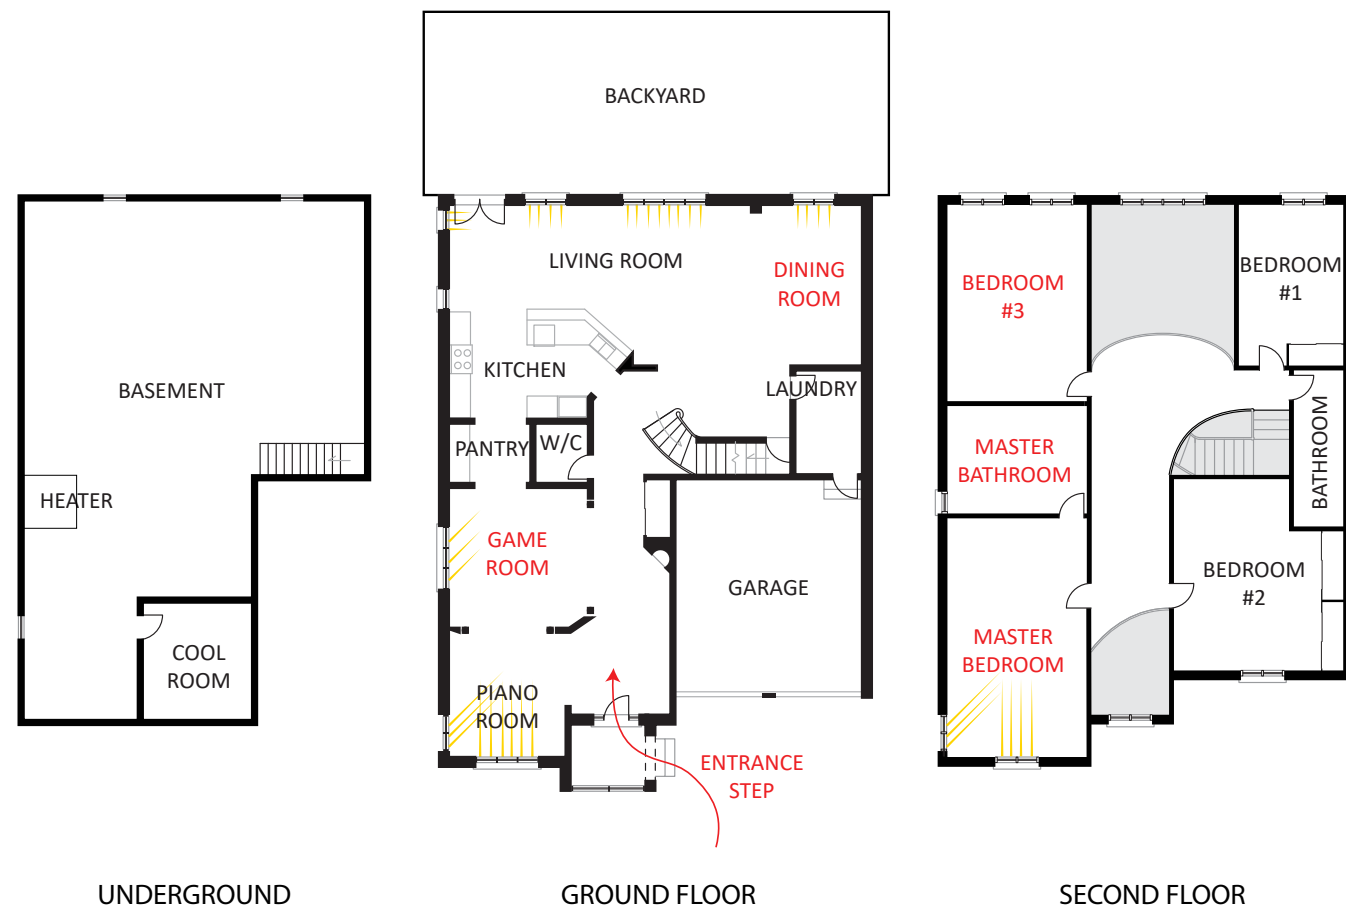 BACKYARD
BASEMENT
HEATER
COOL
ROOM
LIVING ROOM
DINING
ROOM
KITCHEN
LAUNDRY
PANTRY
W/C
GAME
ROOM
GARAGE
PIANO
ROOM
ENTRANCE
STEP
BEDROOM
#3
BEDROOM
#1
MASTER
BATHROOM
BATHROOM
BEDROOM
#2
MASTER
BEDROOM
UNDERGROUND
GROUND FLOOR
SECOND FLOOR